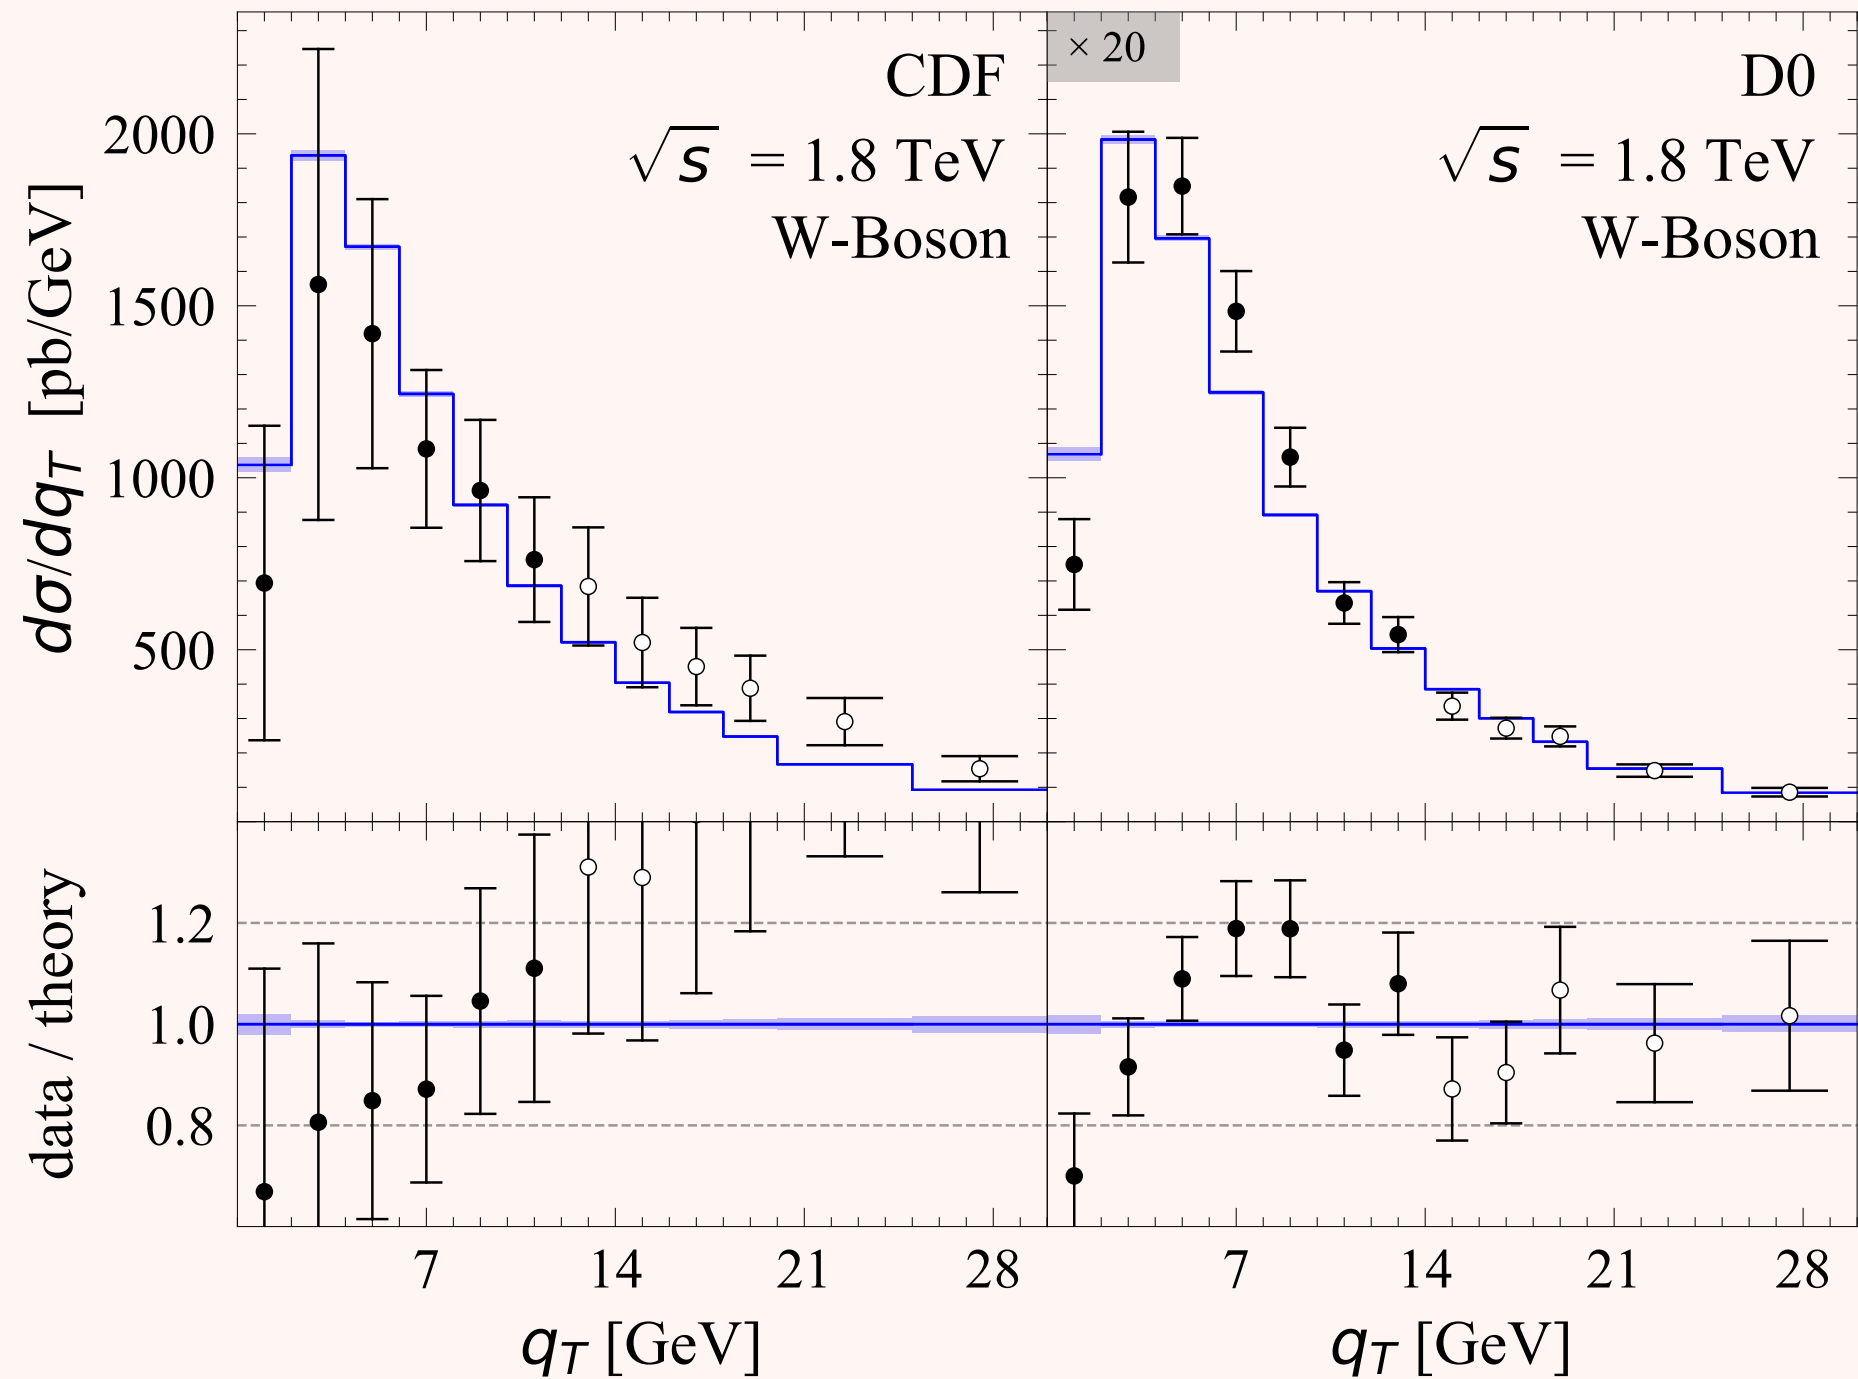 CDF
√s = 1.8 TeV
W-Boson
× 20
D0
√s = 1.8 TeV
W-Boson
dσ/dq_T [pb/GeV]
2000
1500
1000
500
data / theory
1.2
1.0
0.8
7 14 21 28
7 14 21 28
q_T [GeV]
q_T [GeV]